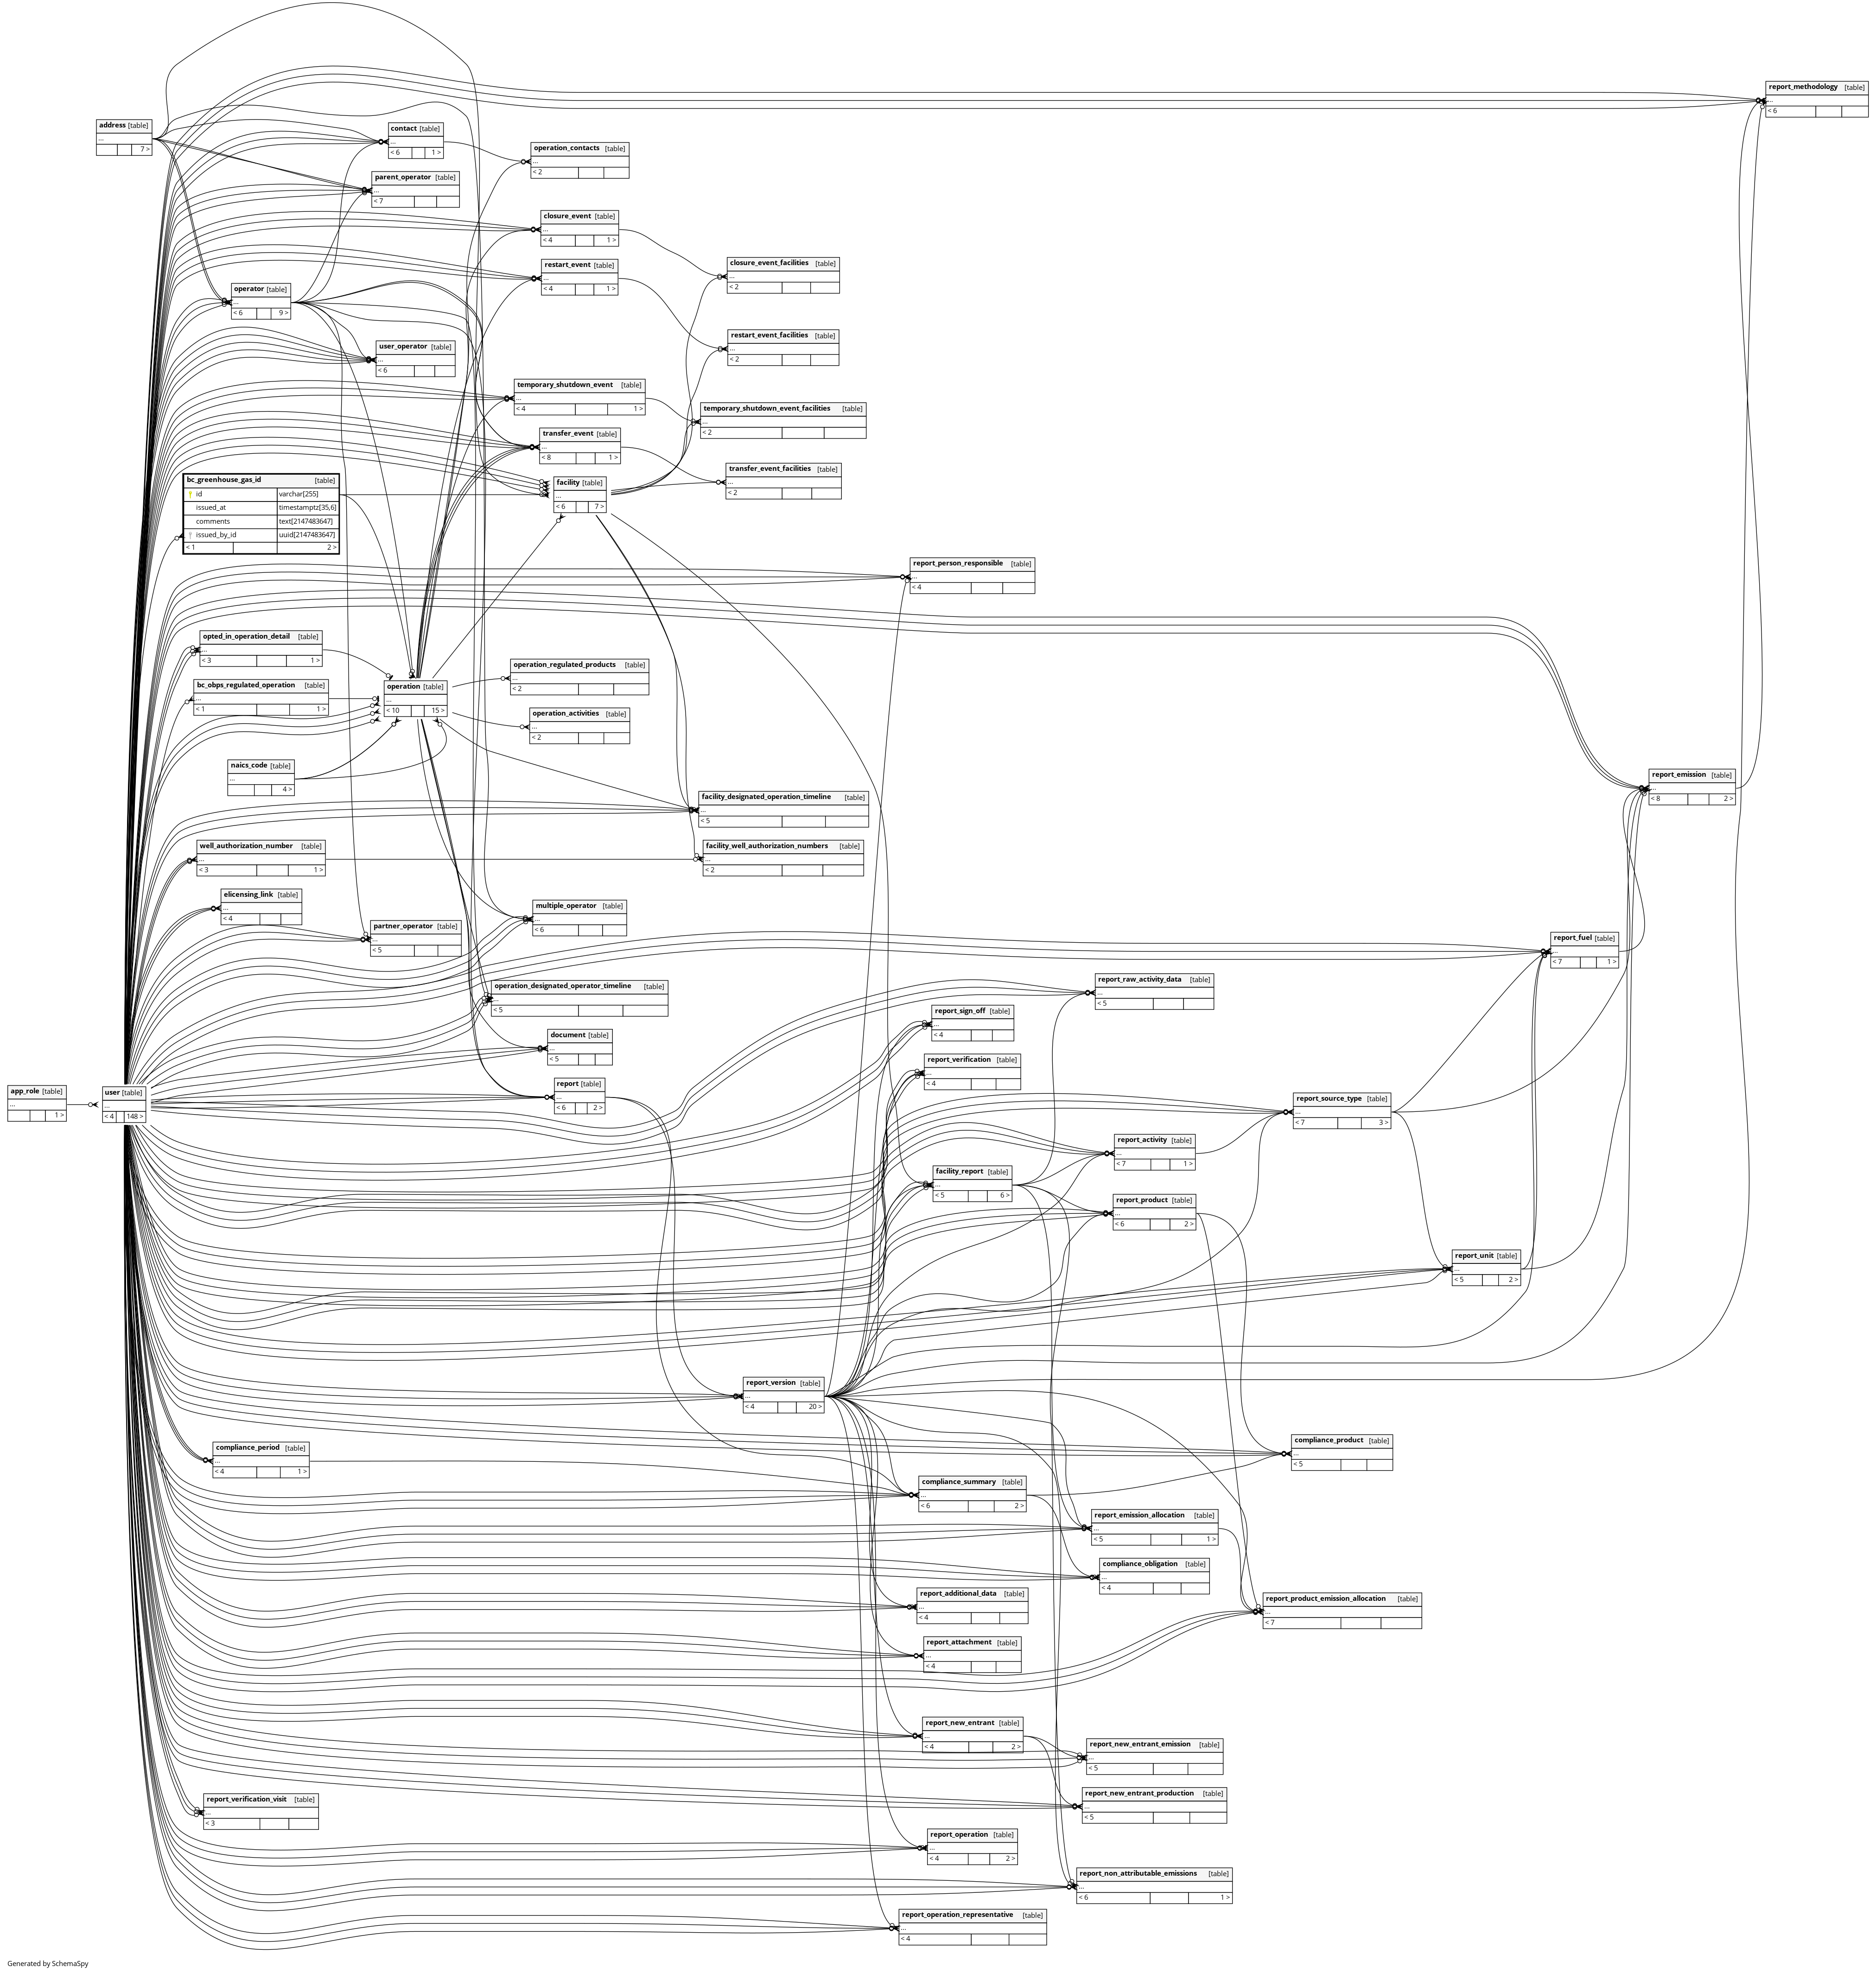 report_methodology [table]
...
< 6
address [table]
...
7 >
contact [table]
...
< 6 1 >
operation_contacts [table]
...
< 2
parent_operator [table]
...
< 7
closure_event [table]
...
< 4 1 >
restart_event [table]
...
< 4 1 >
closure_event_facilities [table]
...
< 2
operator [table]
...
< 6 9 >
restart_event_facilities [table]
...
< 2
user_operator [table]
...
< 6
temporary_shutdown_event [table]
...
< 4 1 >
temporary_shutdown_event_facilities [table]
...
< 2
transfer_event [table]
...
< 8 1 >
transfer_event_facilities [table]
...
< 2
bc_greenhouse_gas_id [table]
id varchar[255]
issued_at timestamptz[35,6]
comments text[2147483647]
issued_by_id uuid[2147483647]
< 1 2 >
facility [table]
...
< 6 7 >
report_person_responsible [table]
...
< 4
opted_in_operation_detail [table]
...
< 3 1 >
operation_regulated_products [table]
...
< 2
bc_obps_regulated_operation [table]
...
< 1 1 >
operation [table]
...
< 10 15 >
operation_activities [table]
...
< 2
naics_code [table]
...
4 >
report_emission [table]
...
< 8 2 >
facility_designated_operation_timeline [table]
...
< 5
well_authorization_number [table]
...
< 3 1 >
facility_well_authorization_numbers [table]
...
< 2
elicensing_link [table]
...
< 4
multiple_operator [table]
...
< 6
partner_operator [table]
...
< 5
report_fuel [table]
...
< 7 1 >
report_raw_activity_data [table]
...
< 5
operation_designated_operator_timeline [table]
...
< 5
report_sign_off [table]
...
< 4
document [table]
...
< 5
report_verification [table]
...
< 4
report [table]
...
< 6 2 >
app_role [table]
...
1 >
user [table]
...
< 4 148 >
report_source_type [table]
...
< 7 3 >
report_activity [table]
...
< 7 1 >
facility_report [table]
...
< 5 6 >
report_product [table]
...
< 6 2 >
report_unit [table]
...
< 5 2 >
report_version [table]
...
< 4 20 >
compliance_product [table]
...
< 5
compliance_period [table]
...
< 4 1 >
compliance_summary [table]
...
< 6 2 >
report_emission_allocation [table]
...
< 5 1 >
compliance_obligation [table]
...
< 4
report_additional_data [table]
...
< 4
report_product_emission_allocation [table]
...
< 7
report_attachment [table]
...
< 4
report_new_entrant [table]
...
< 4 2 >
report_new_entrant_emission [table]
...
< 5
report_new_entrant_production [table]
...
< 5
report_verification_visit [table]
...
< 3
report_operation [table]
...
< 4 2 >
report_non_attributable_emissions [table]
...
< 6 1 >
report_operation_representative [table]
...
< 4
Generated by SchemaSpy